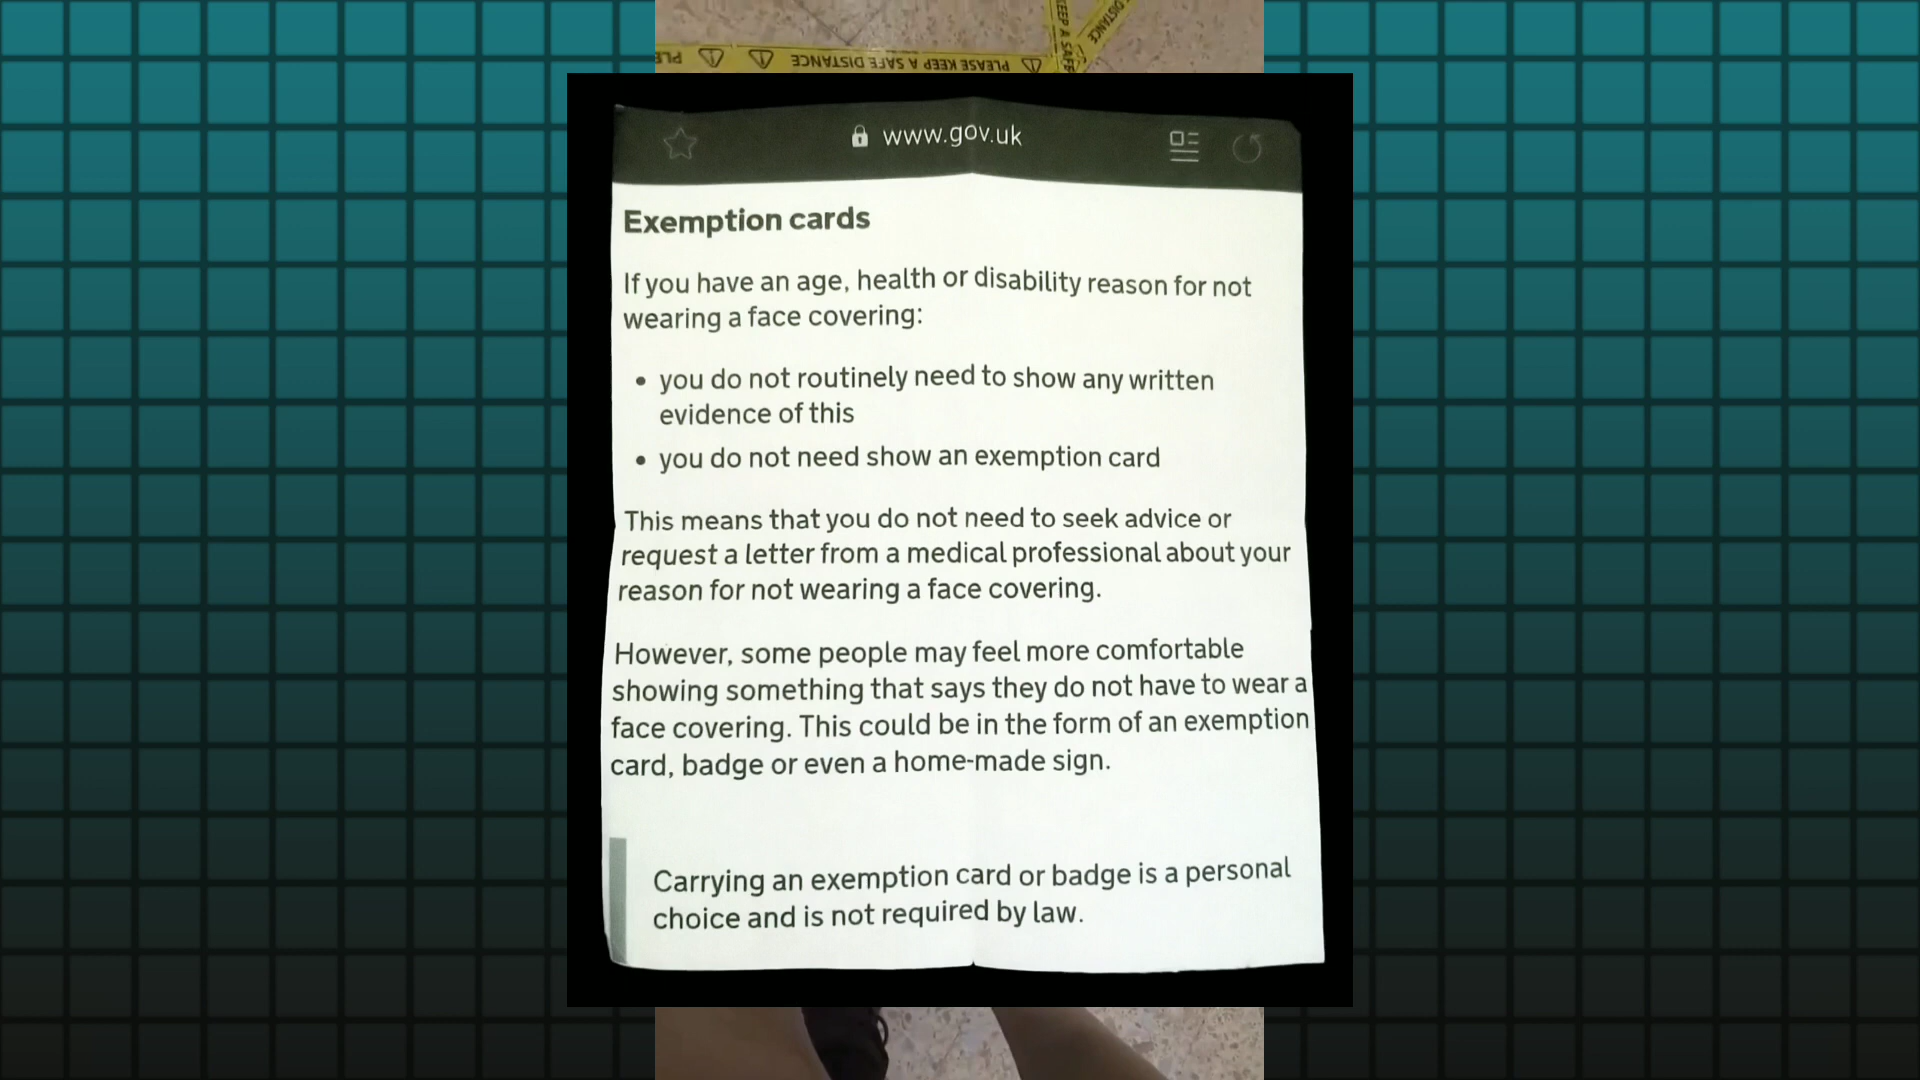 PLE
PLEASE KEEP A SAFE DISTANCE
KEEP A SAFE
DISTANCE
www.gov.uk
Exemption cards
If you have an age, health or disability reason for not
wearing a face covering:
• you do not routinely need to show any written
evidence of this
• you do not need show an exemption card
This means that you do not need to seek advice or
request a letter from a medical professional about your
reason for not wearing a face covering.
However, some people may feel more comfortable
showing something that says they do not have to wear a
face covering. This could be in the form of an exemption
card, badge or even a home-made sign.
Carrying an exemption card or badge is a personal
choice and is not required by law.